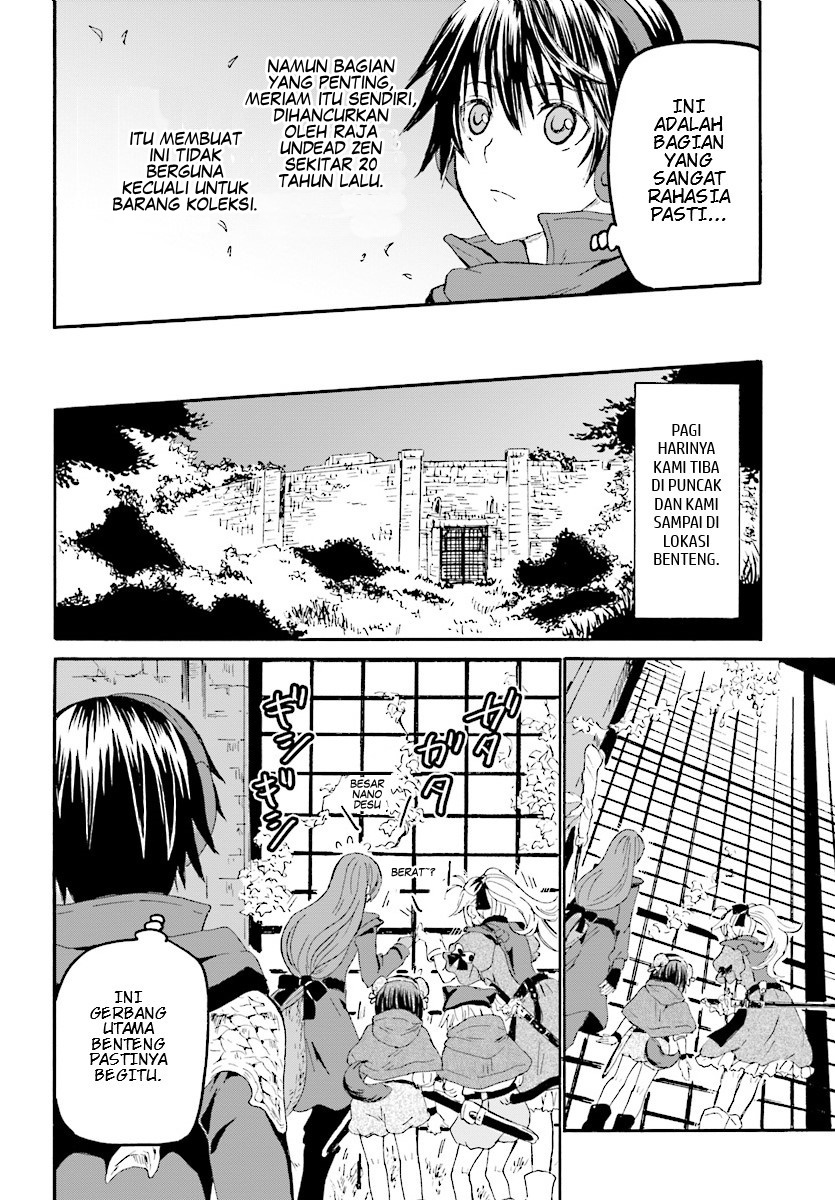 INI
ADALAH
BAGIAN
YANG
SANGAT
RAHASIA
PASTI...
NAMUN BAGIAN
YANG PENTING,
MERIAM ITU SENDIRI,
DIHANCURKAN
OLEH RAJA
UNDEAD ZEN
SEKITAR 20
TAHUN LALU.
ITU MEMBUAT
INI TIDAK
BERGUNA
KECUALI UNTUK
BARANG KOLEKSI.
PAGI
HARINYA
KAMI TIBA
DI PUNCAK
DAN KAMI
SAMPAI DI
LOKASI
BENTENG.
ガタ
ガタ
ギシ
ギシ
BESAR
NANO
DESU
BERAT~?
INI
GERBANG
UTAMA
BENTENG
PASTINYA
BEGITU.